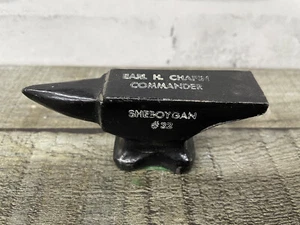 EARL H. CHAPIN
COMMANDER
SHEBOYGAN
#32